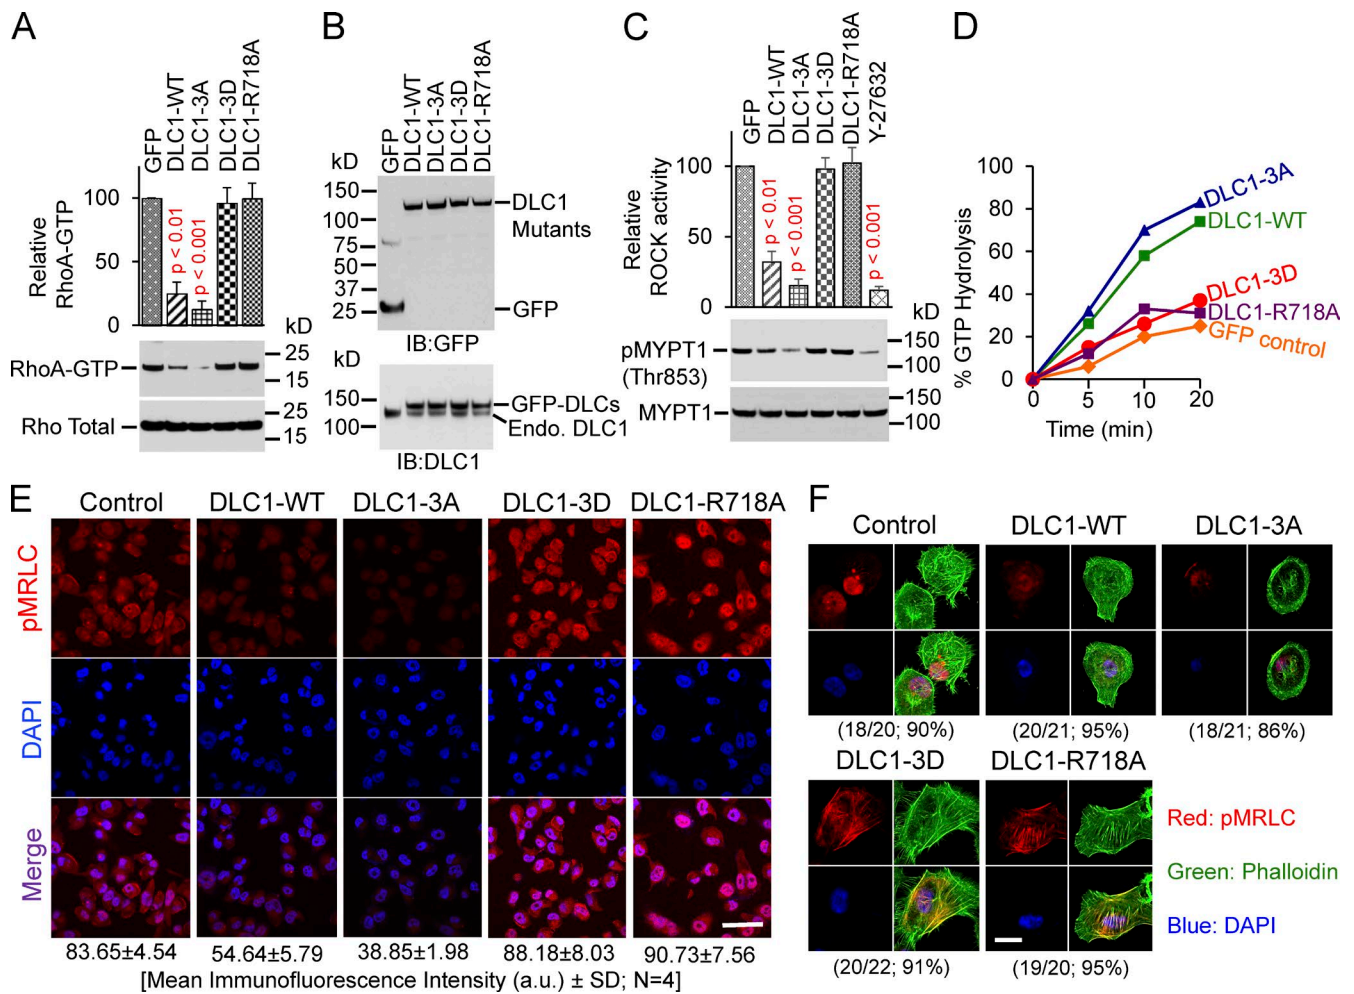 A
GFP
DLC1-WT
DLC1-3A
DLC1-3D
DLC1-R718A
Relative
RhoA-GTP
100
50
0
p < 0.01
p < 0.001
kD
RhoA-GTP
25
15
Rho Total
25
15
B
GFP
DLC1-WT
DLC1-3A
DLC1-3D
DLC1-R718A
kD
150
100
75
50
37
25
DLC1
Mutants
GFP
IB:GFP
150
100
GFP-DLCs
Endo. DLC1
IB:DLC1
C
GFP
DLC1-WT
DLC1-3A
DLC1-3D
DLC1-R718A
Y-27632
Relative
ROCK activity
100
50
0
p < 0.01
p < 0.001
p < 0.001
kD
pMYPT1
(Thr853)
150
100
MYPT1
150
100
D
% GTP Hydrolysis
100
80
60
40
20
0
0
5
10
20
Time (min)
DLC1-3A
DLC1-WT
DLC1-3D
DLC1-R718A
GFP control
E
Control
DLC1-WT
DLC1-3A
DLC1-3D
DLC1-R718A
pMRLC
DAPI
Merge
83.65±4.54
54.64±5.79
38.85±1.98
88.18±8.03
90.73±7.56
[Mean Immunofluorescence Intensity (a.u.) ± SD; N=4]
F
Control
DLC1-WT
DLC1-3A
(18/20; 90%)
(20/21; 95%)
(18/21; 86%)
DLC1-3D
DLC1-R718A
(20/22; 91%)
(19/20; 95%)
Red: pMRLC
Green: Phalloidin
Blue: DAPI